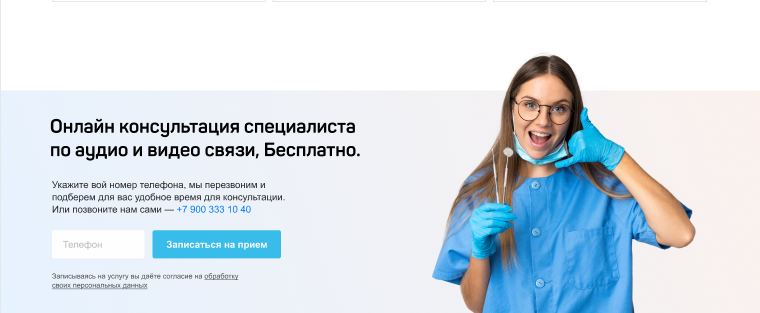 Онлайн консультация специалиста
по аудио и видео связи, Бесплатно.
Укажите вой номер телефона, мы перезвоним и
подберем для вас удобное время для консультации.
Или позвоните нам сами — +7 900 333 10 40
Телефон
Записаться на прием
Записываясь на услугу вы даёте согласие на обработку
своих персональных данных